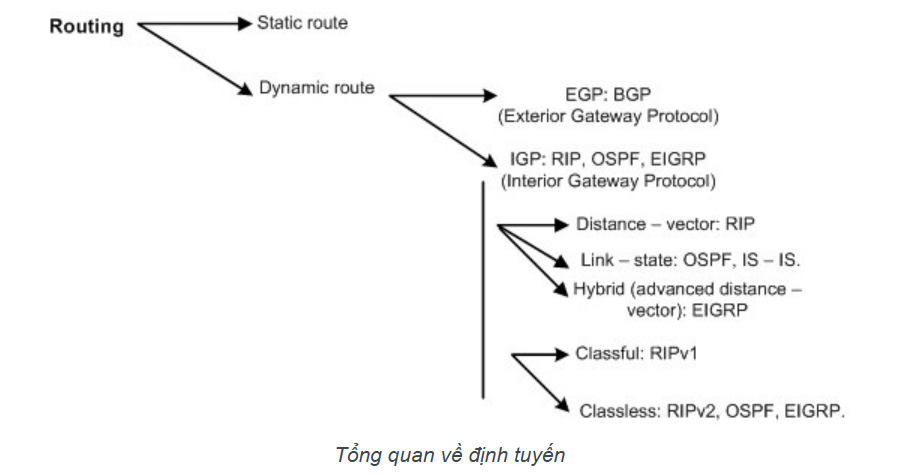 Routing
Static route
Dynamic route
EGP: BGP
(Exterior Gateway Protocol)
IGP: RIP, OSPF, EIGRP
(Interior Gateway Protocol)
Distance – vector: RIP
Link – state: OSPF, IS – IS.
Hybrid (advanced distance –
vector): EIGRP
Classful: RIPv1
Classless: RIPv2, OSPF, EIGRP.
Tổng quan về định tuyến